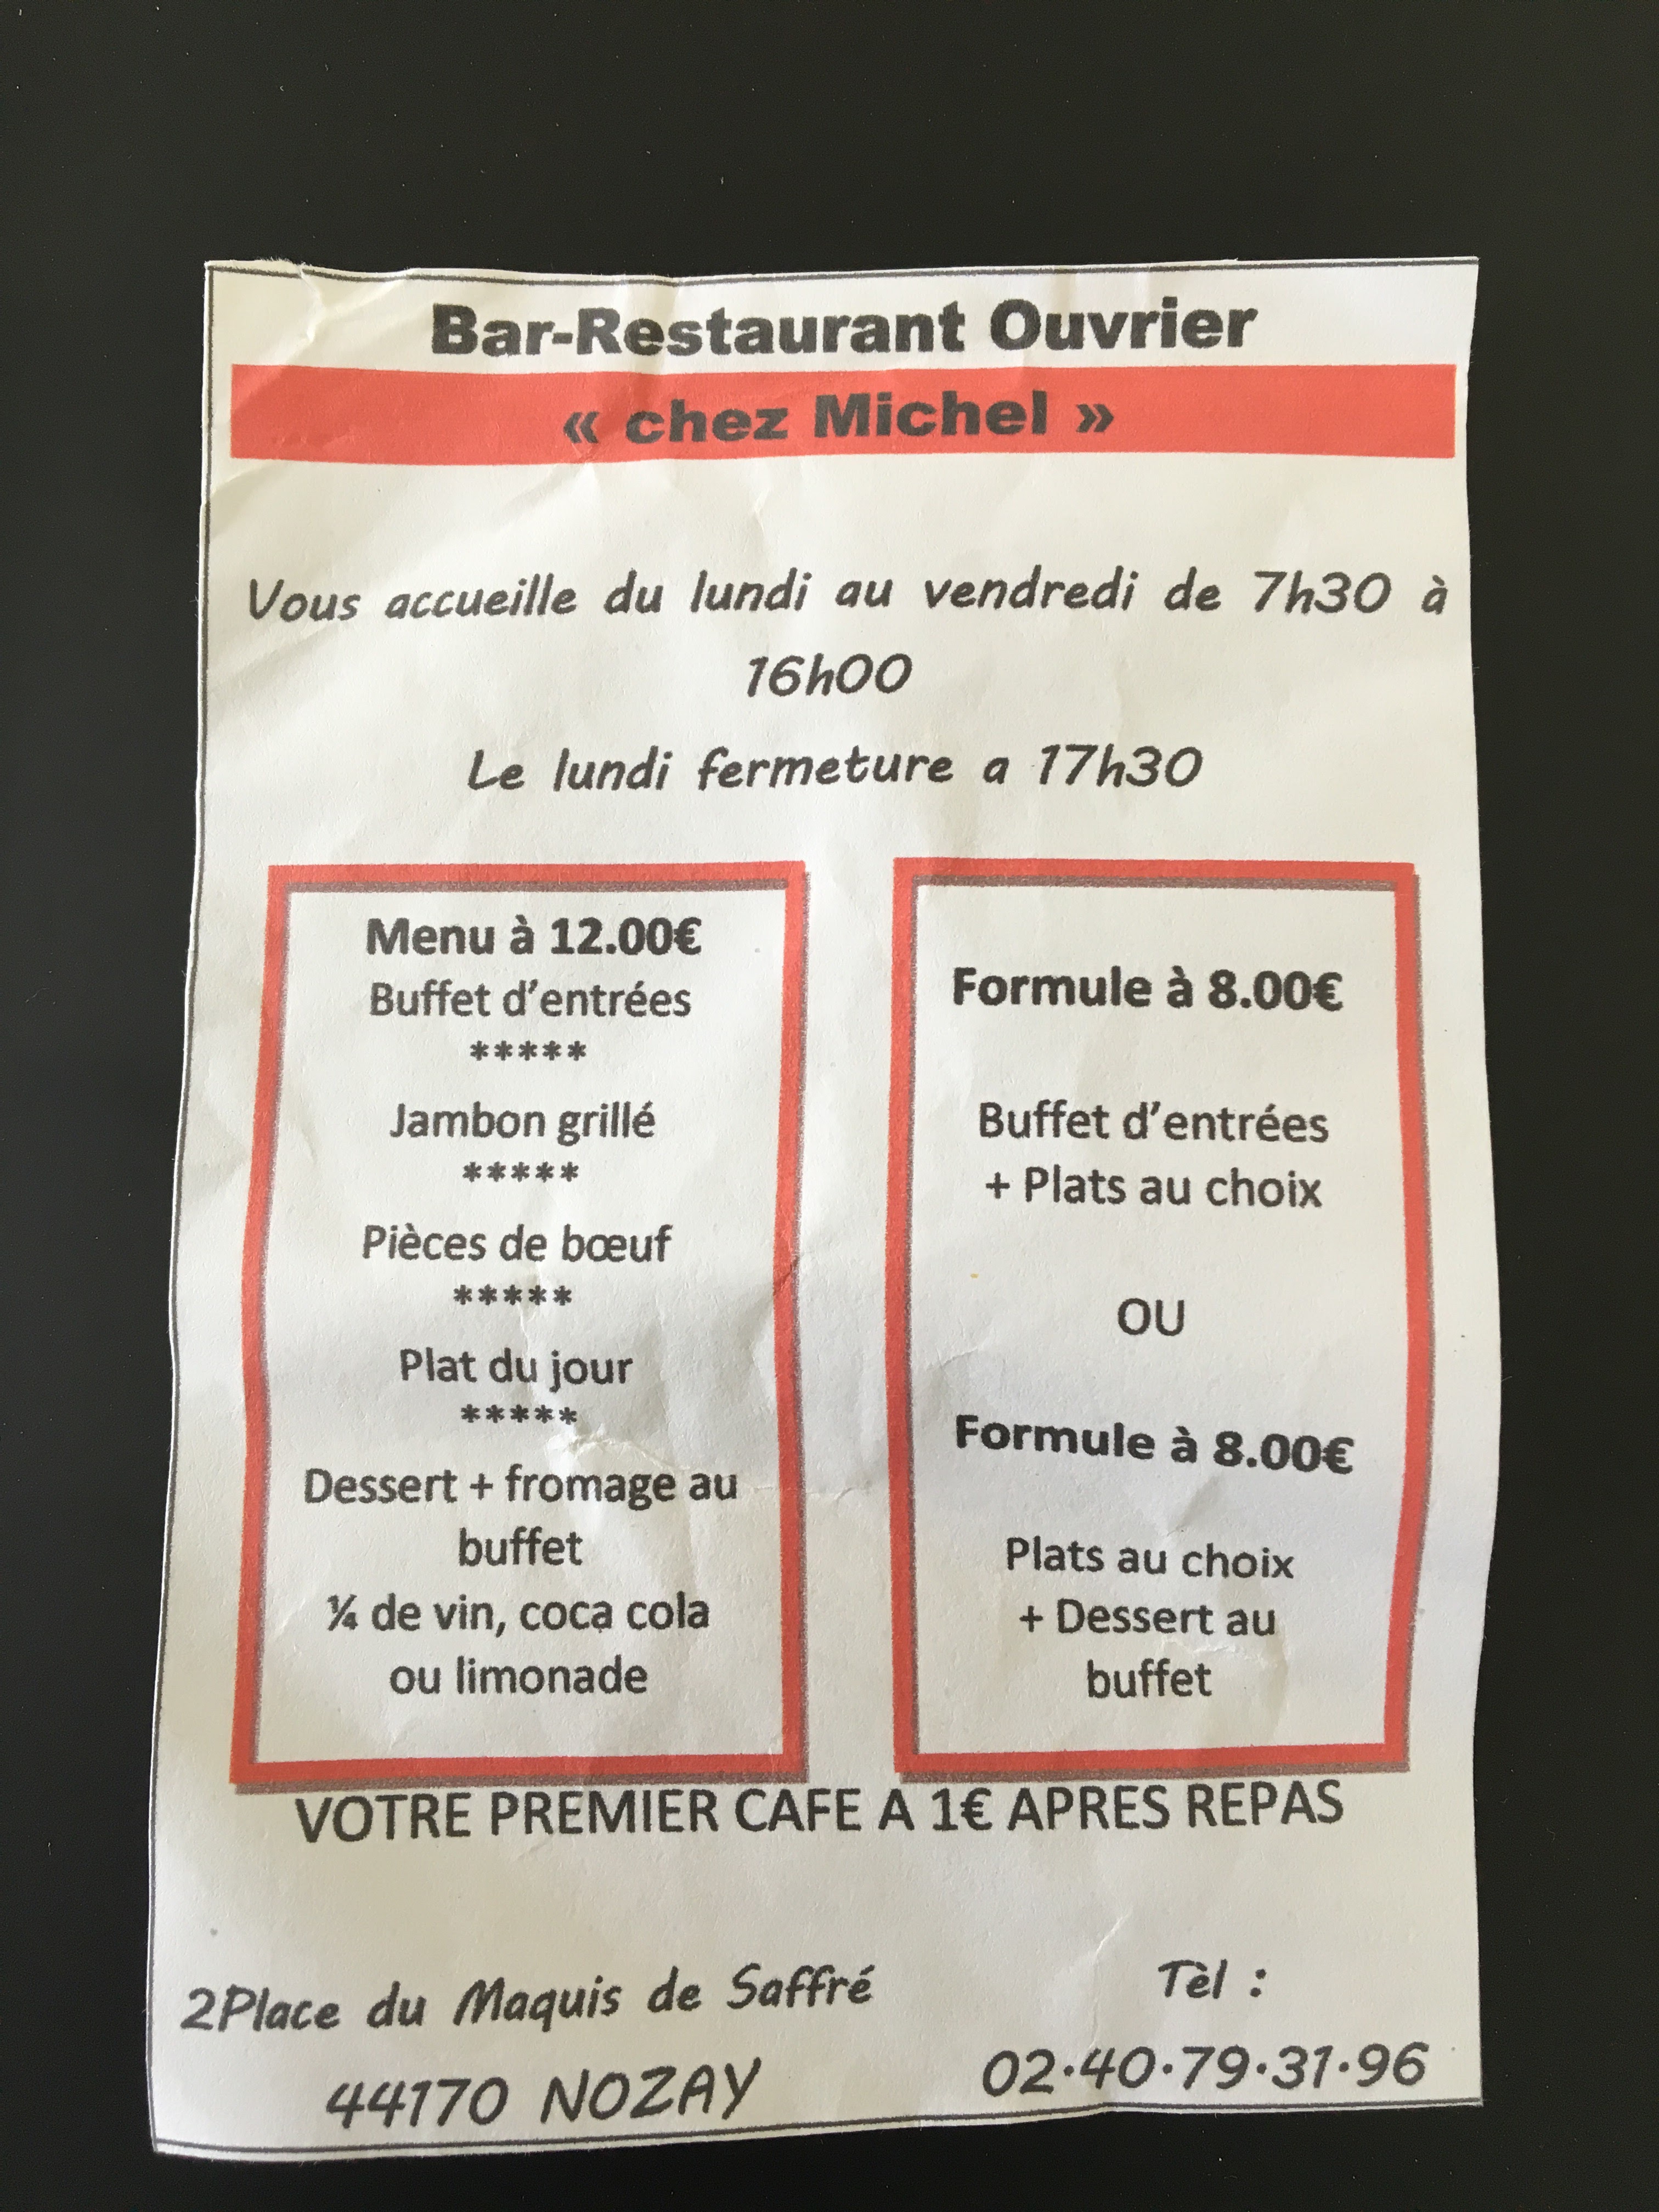 Bar-Restaurant Ouvrier
« chez Michel »
Vous accueille du lundi au vendredi de 7h30 à
16h00
Le lundi fermeture a 17h30
Menu à 12.00€
Buffet d'entrées
*****
Jambon grillé
*****
Pièces de bœuf
*****
Plat du jour
*****
Dessert + fromage au
buffet
¼ de vin, coca cola
ou limonade
Formule à 8.00€
Buffet d'entrées
+ Plats au choix
OU
Formule à 8.00€
Plats au choix
+ Dessert au
buffet
VOTRE PREMIER CAFE A 1€ APRES REPAS
2Place du Maquis de Saffré
44170 NOZAY
Tèl :
02.40.79.31.96